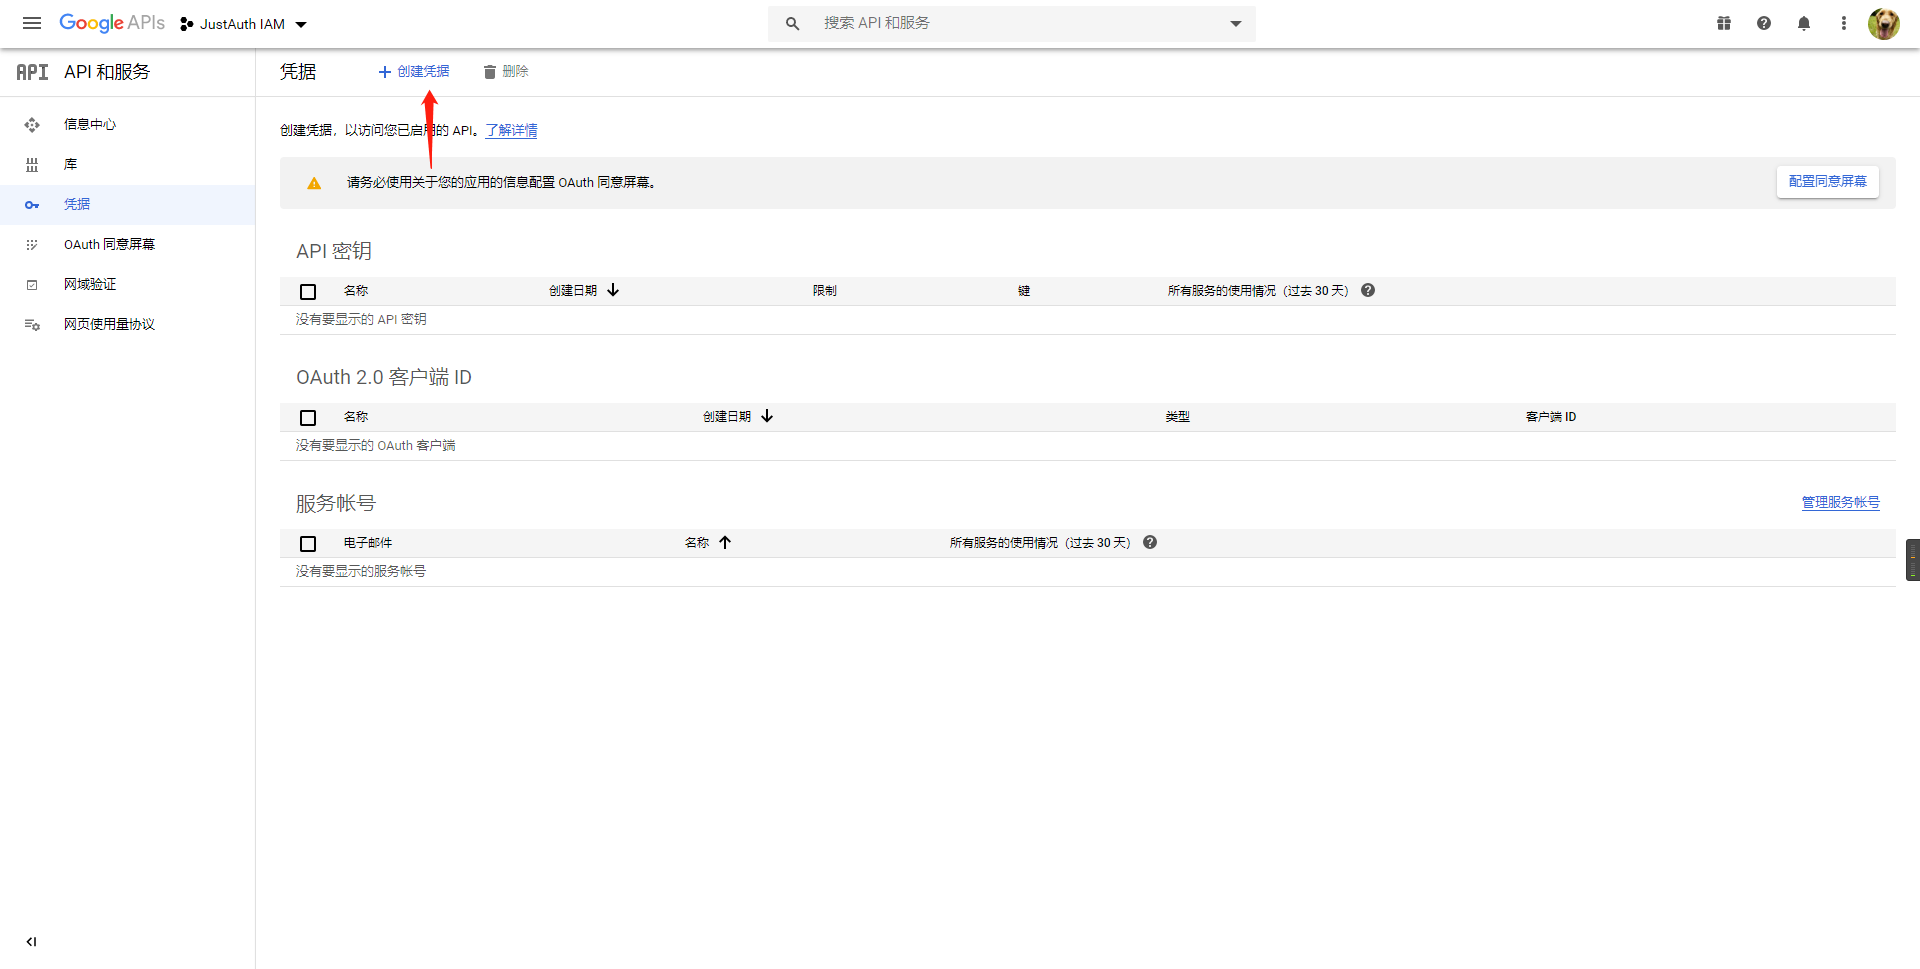 Google APIs JustAuth IAM 搜索 API 和服务
API API 和服务
凭据 创建凭据 删除
信息中心
库
凭据
OAuth 同意屏幕
网域验证
网页使用量协议
创建凭据，以访问您已启用的 API。了解详情
请务必使用关于您的应用的信息配置 OAuth 同意屏幕。 配置同意屏幕
API 密钥
名称 创建日期 限制 键 所有服务的使用情况（过去 30 天）
没有要显示的 API 密钥
OAuth 2.0 客户端 ID
名称 创建日期 类型 客户端 ID
没有要显示的 OAuth 客户端
服务帐号 管理服务帐号
电子邮件 名称 所有服务的使用情况（过去 30 天）
没有要显示的服务帐号